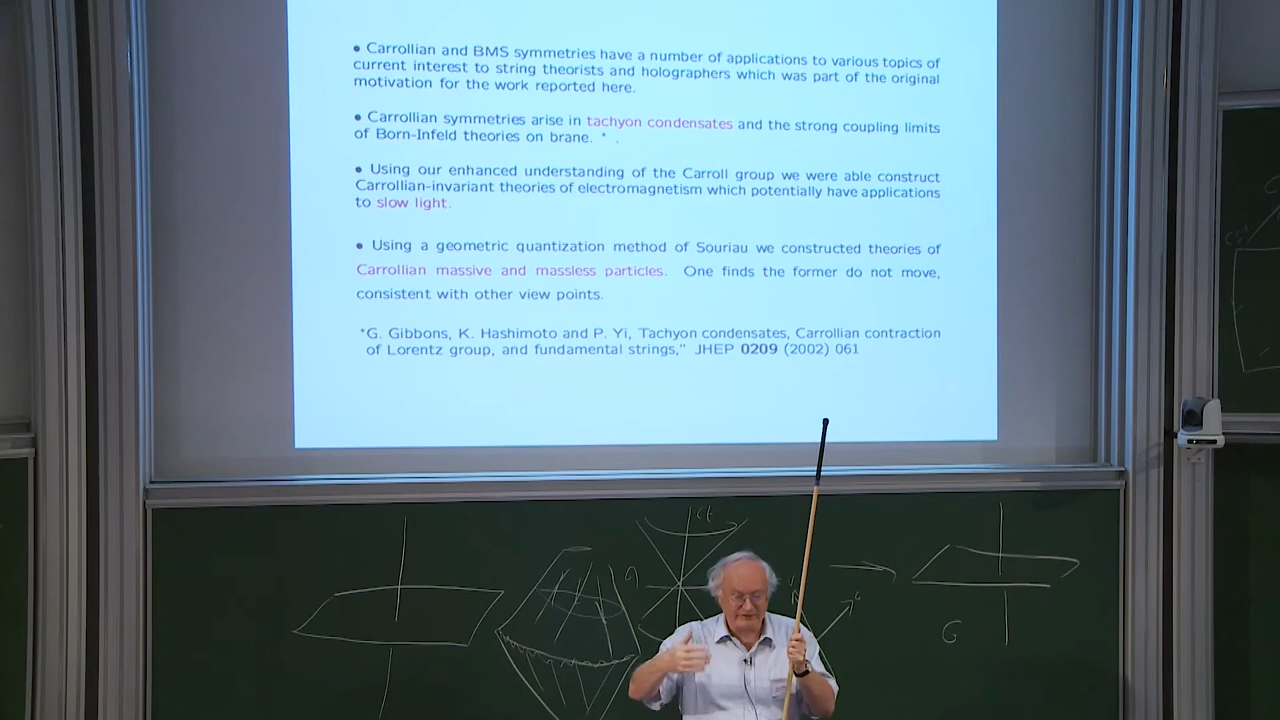 • Carrollian and BMS symmetries have a number of applications to various topics of
current interest to string theorists and holographers which was part of the original
motivation for the work reported here.
• Carrollian symmetries arise in tachyon condensates and the strong coupling limits
of Born-Infeld theories on brane. * .
• Using our enhanced understanding of the Carroll group we were able construct
Carrollian-invariant theories of electromagnetism which potentially have applications
to slow light.
• Using a geometric quantization method of Souriau we constructed theories of
Carrollian massive and massless particles. One finds the former do not move,
consistent with other view points.
*G. Gibbons, K. Hashimoto and P. Yi, Tachyon condensates, Carrollian contraction
of Lorentz group, and fundamental strings," JHEP 0209 (2002) 061
ct
G